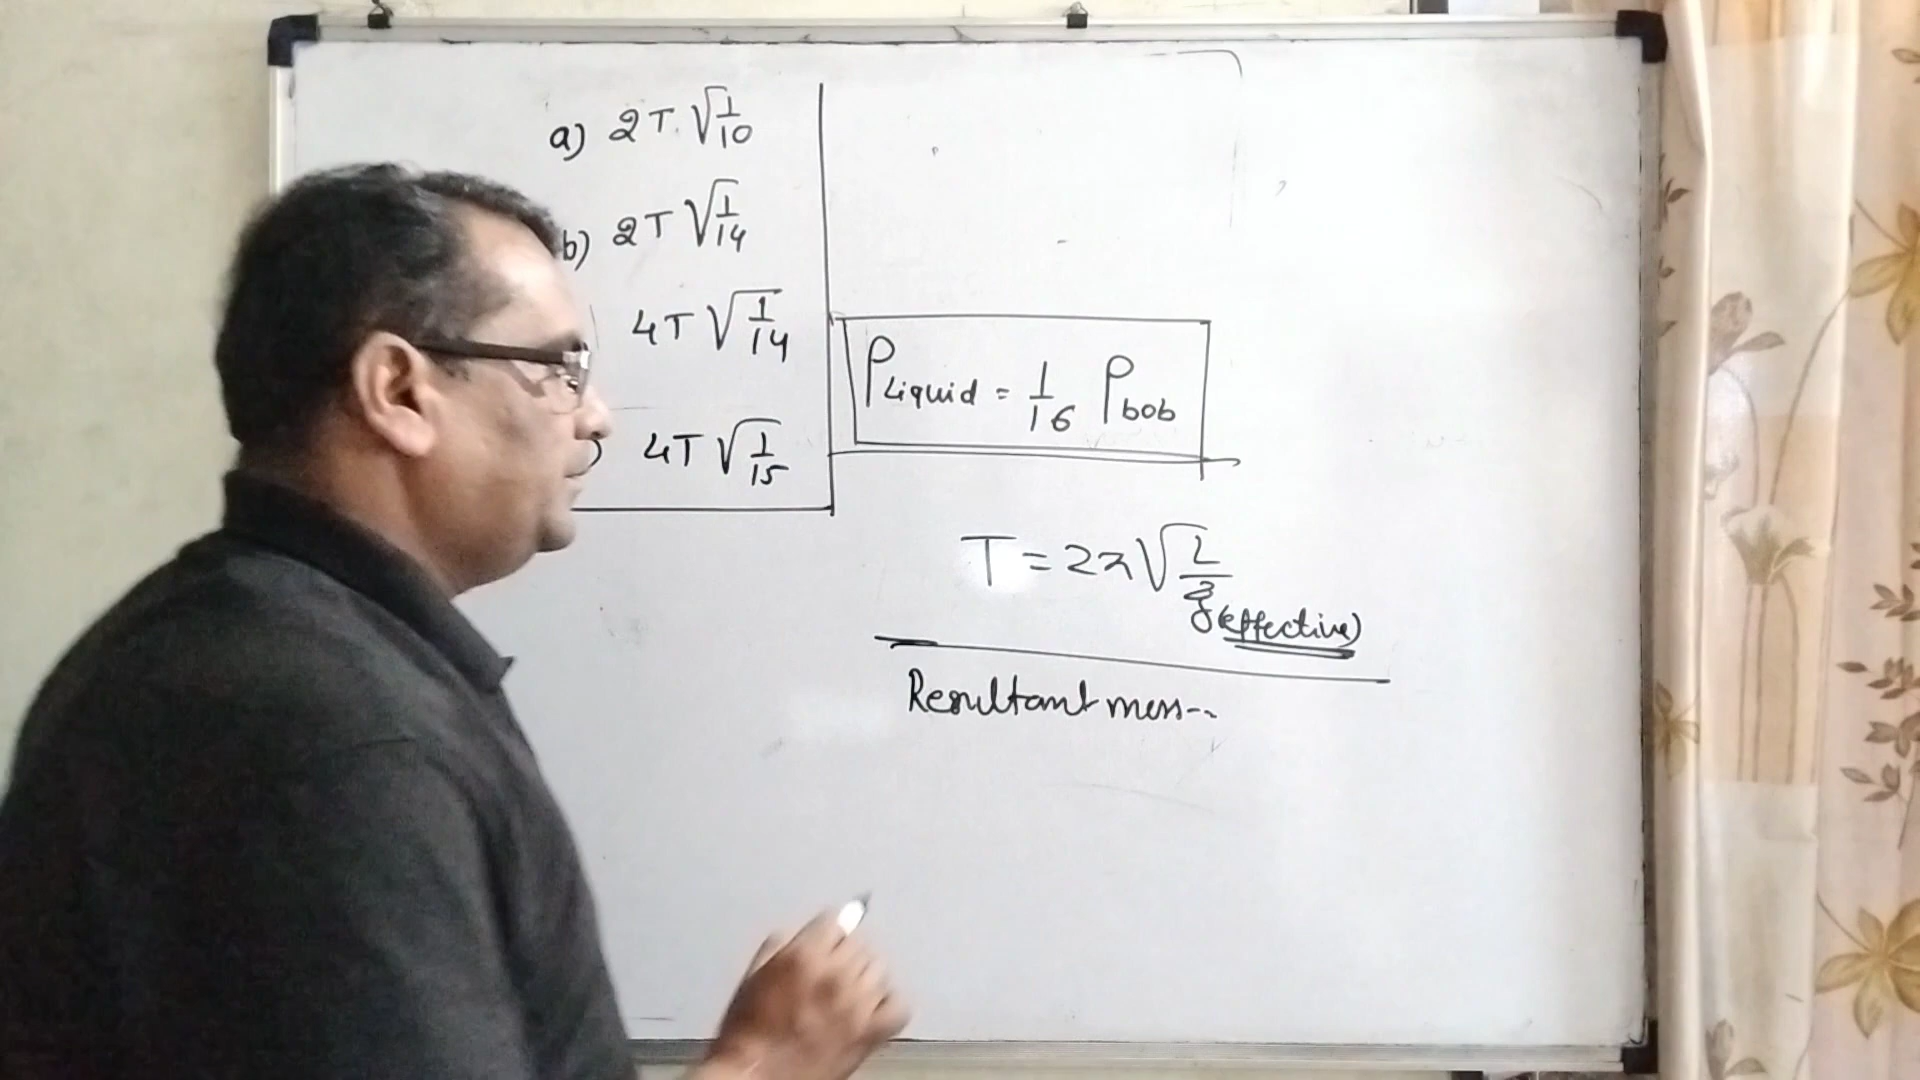 a) 2T √1/10
b) 2T √1/14
4T √1/14
) 4T √1/15
ρLiquid = 1/16 ρbob
T = 2π√L/g(effective)
Resultant